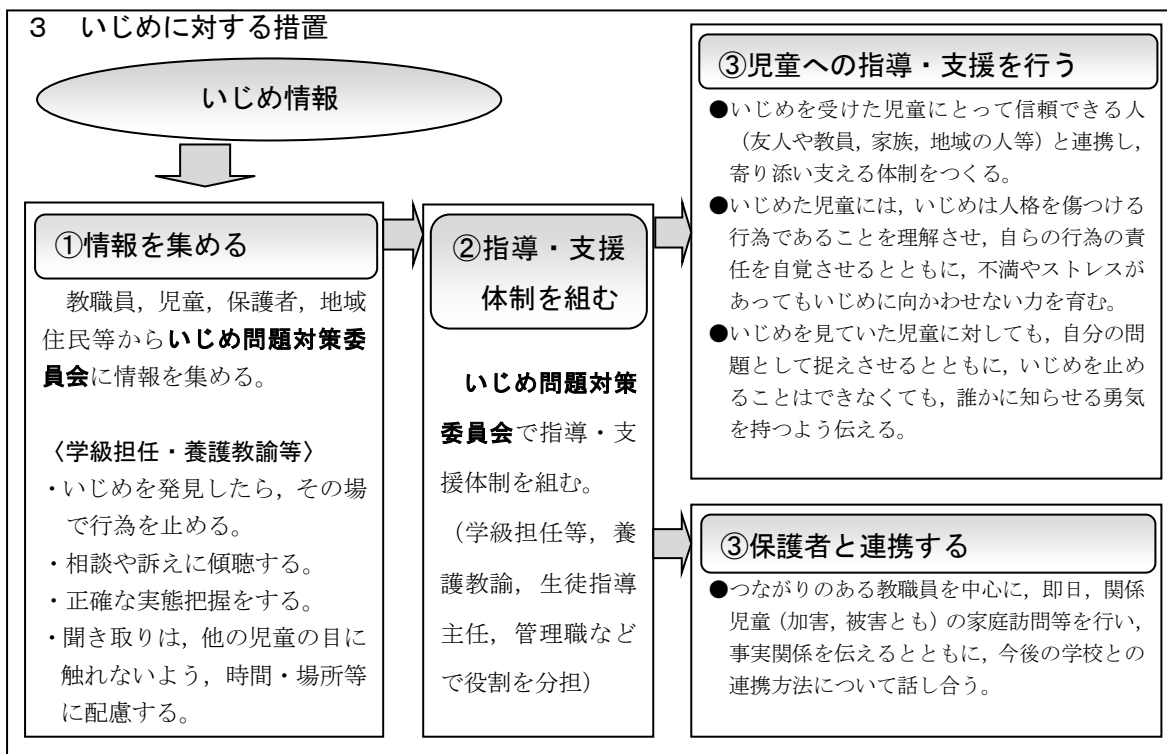 ３　いじめに対する措置
いじめ情報
①情報を集める
教職員，児童，保護者，地域
住民等からいじめ問題対策委
員会に情報を集める。
〈学級担任・養護教諭等〉
・いじめを発見したら，その場
で行為を止める。
・相談や訴えに傾聴する。
・正確な実態把握をする。
・聞き取りは，他の児童の目に
触れないよう，時間・場所等
に配慮する。
②指導・支援
体制を組む
いじめ問題対策
委員会で指導・支
援体制を組む。
（学級担任等，養
護教諭，生徒指導
主任，管理職など
で役割を分担）
③児童への指導・支援を行う
●いじめを受けた児童にとって信頼できる人
（友人や教員，家族，地域の人等）と連携し，
寄り添い支える体制をつくる。
●いじめた児童には，いじめは人格を傷つける
行為であることを理解させ，自らの行為の責
任を自覚させるとともに，不満やストレスが
あってもいじめに向かわせない力を育む。
●いじめを見ていた児童に対しても，自分の問
題として捉えさせるとともに，いじめを止め
ることはできなくても，誰かに知らせる勇気
を持つよう伝える。
③保護者と連携する
●つながりのある教職員を中心に，即日，関係
児童（加害，被害とも）の家庭訪問等を行い，
事実関係を伝えるとともに，今後の学校との
連携方法について話し合う。